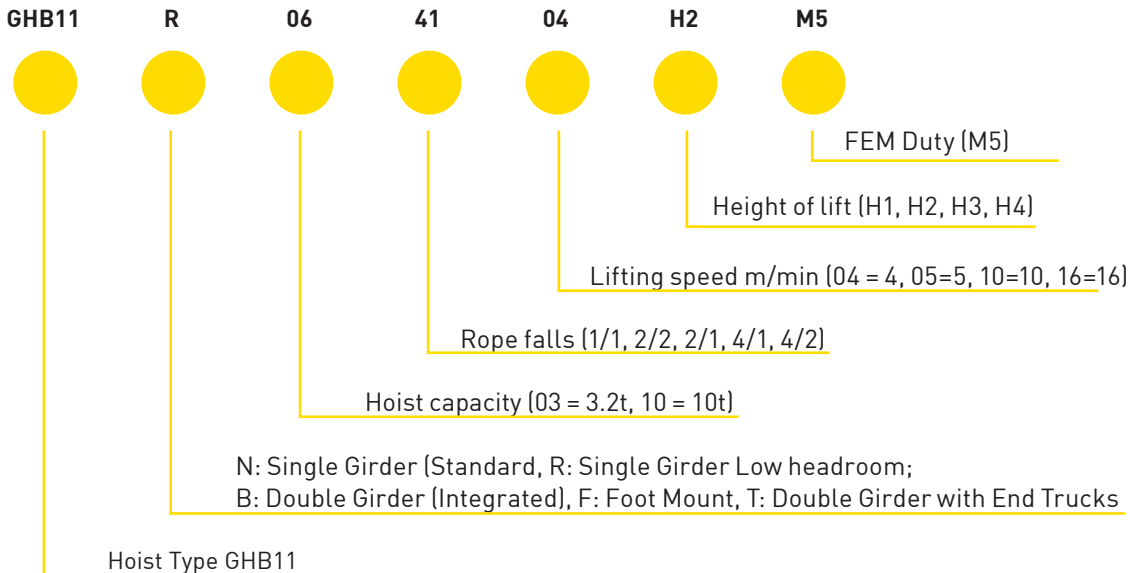 GHB11 R 06 41 04 H2 M5
FEM Duty (M5)
Height of lift (H1, H2, H3, H4)
Lifting speed m/min (04 = 4, 05=5, 10=10, 16=16)
Rope falls (1/1, 2/2, 2/1, 4/1, 4/2)
Hoist capacity (03 = 3.2t, 10 = 10t)
N: Single Girder (Standard, R: Single Girder Low headroom;
B: Double Girder (Integrated), F: Foot Mount, T: Double Girder with End Trucks
Hoist Type GHB11